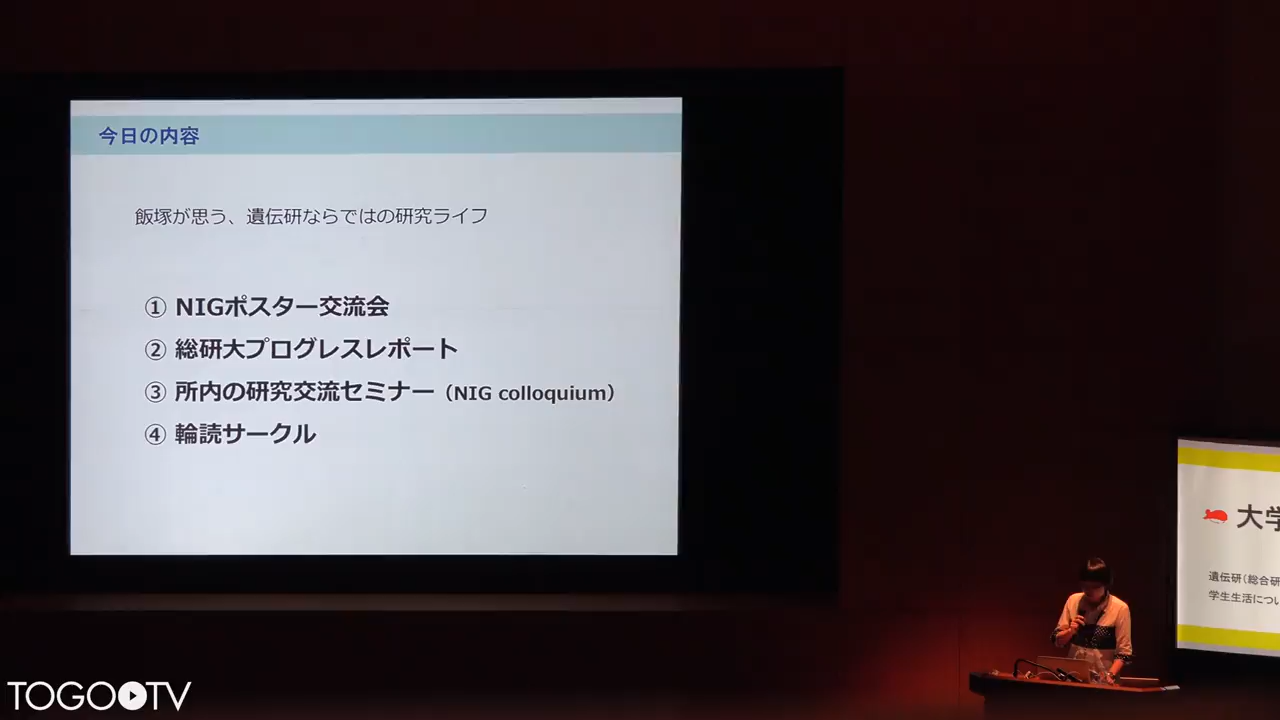 今日の内容
飯塚が思う、遺伝研ならではの研究ライフ
① NIGポスター交流会
② 総研大プログレスレポート
③ 所内の研究交流セミナー（NIG colloquium）
④ 輪読サークル
大学
遺伝研（総合研
学生生活につい
TOGOTV